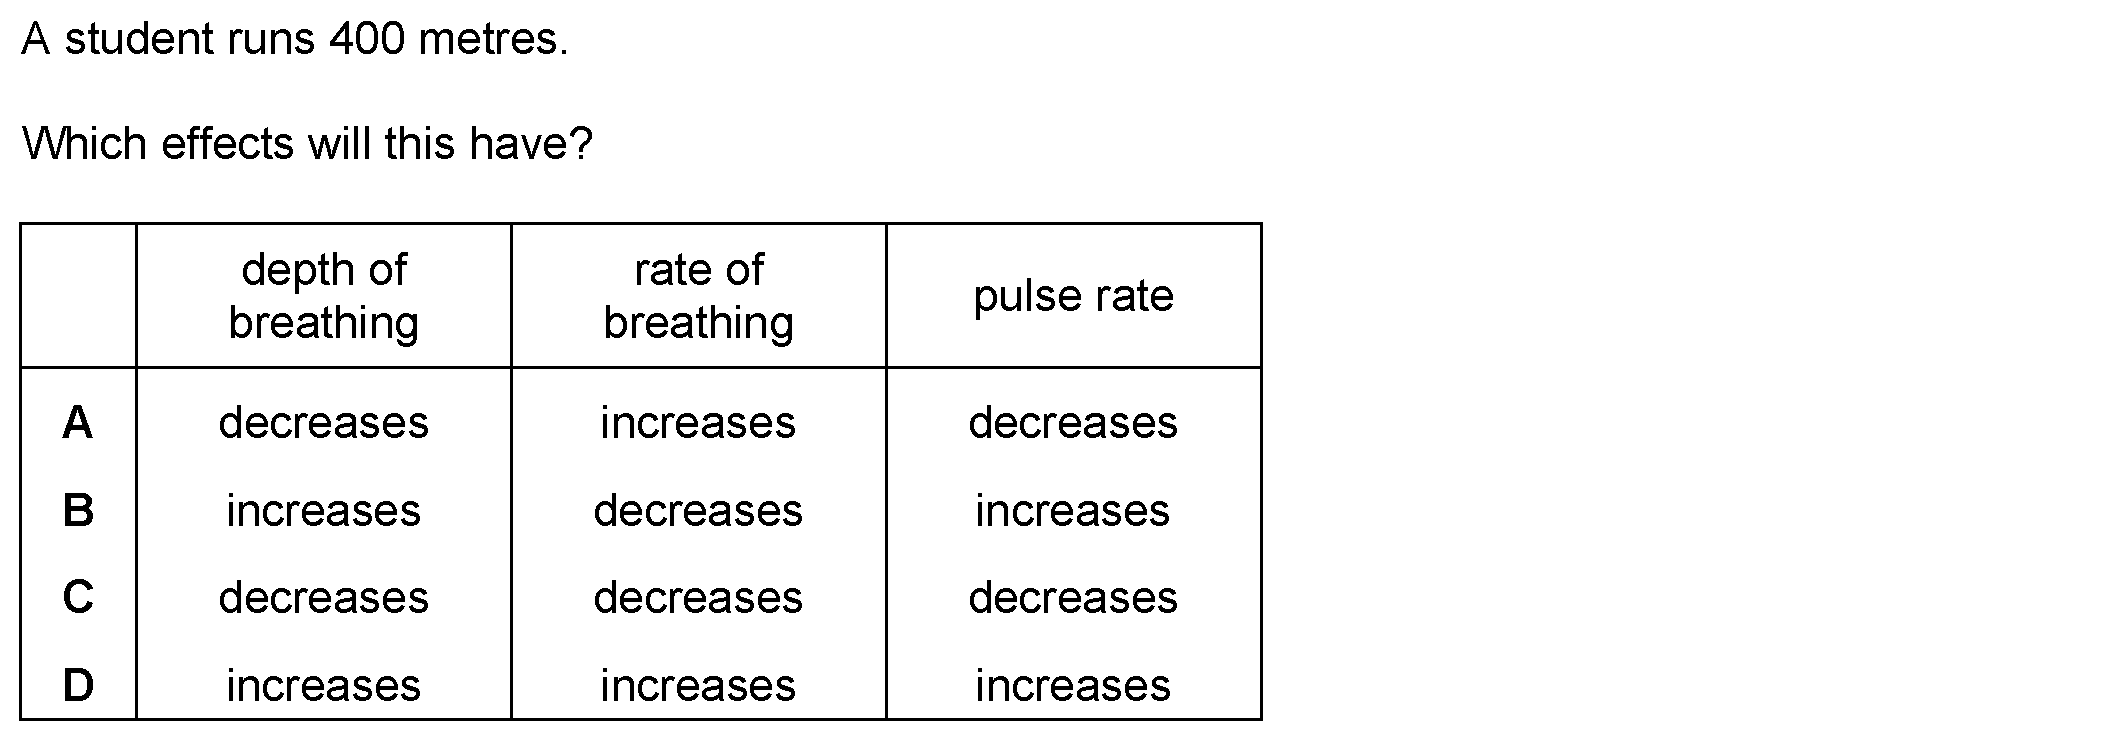 A student runs 400 metres.
Which effects will this have?
depth of breathing rate of breathing pulse rate
A decreases increases decreases
B increases decreases increases
C decreases decreases decreases
D increases increases increases